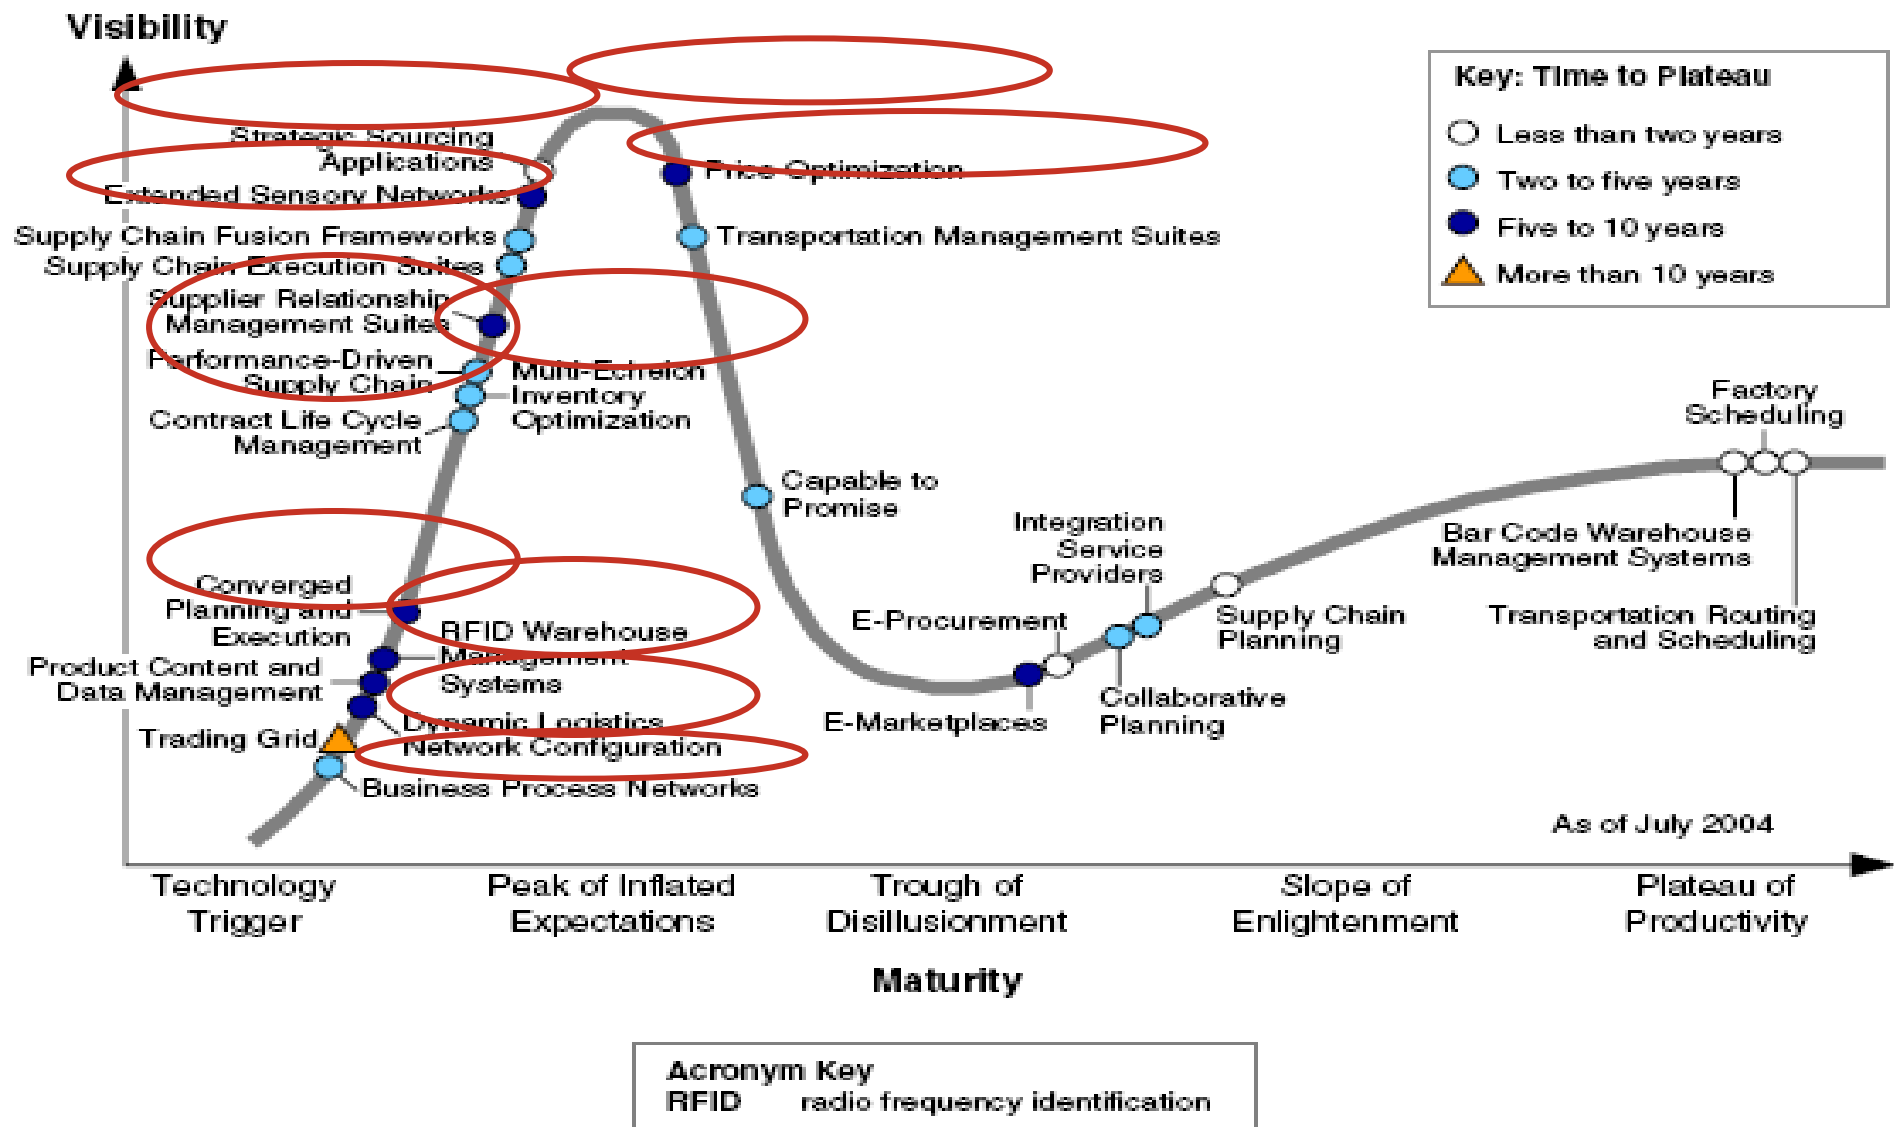 Visibility
Key: Time to Plateau
Less than two years
Two to five years
Five to 10 years
More than 10 years
Strategic Sourcing
Applications
Extended Sensory Networks
Supply Chain Fusion Frameworks
Supply Chain Execution Suites
Supplier Relationship
Management Suites
Performance-Driven
Supply Chain
Contract Life Cycle
Management
Multi-Echelon
Inventory
Optimization
Price Optimization
Transportation Management Suites
Capable to
Promise
Converged
Planning and
Execution
RFID Warehouse
Management
Systems
Product Content and
Data Management
Dynamic Logistics
Network Configuration
Trading Grid
Business Process Networks
E-Procurement
E-Marketplaces
Integration
Service
Providers
Collaborative
Planning
Supply Chain
Planning
Factory
Scheduling
Bar Code Warehouse
Management Systems
Transportation Routing
and Scheduling
As of July 2004
Technology
Trigger
Peak of Inflated
Expectations
Trough of
Disillusionment
Slope of
Enlightenment
Plateau of
Productivity
Maturity
Acronym Key
RFID radio frequency identification